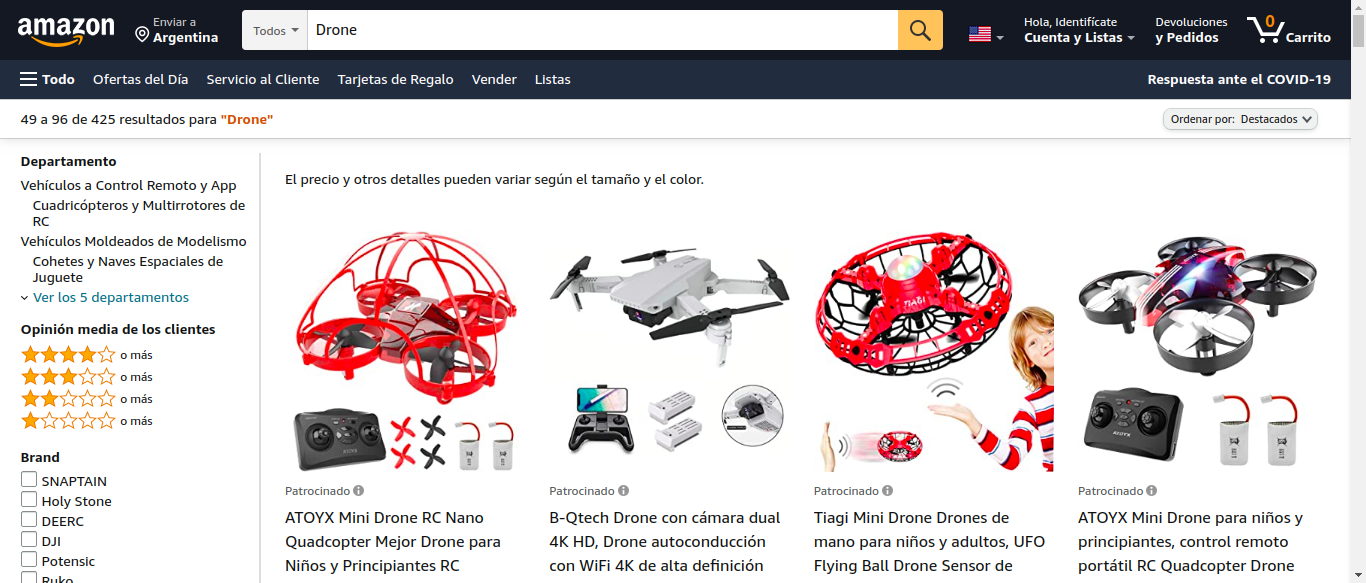 amazon
Enviar a
Argentina
Todos
Drone
Hola, Identifícate
Cuenta y Listas
Devoluciones
y Pedidos
0
Carrito
Todo
Ofertas del Día
Servicio al Cliente
Tarjetas de Regalo
Vender
Listas
Respuesta ante el COVID-19
49 a 96 de 425 resultados para "Drone"
Ordenar por: Destacados
Departamento
Vehículos a Control Remoto y App
Cuadricópteros y Multirrotores de
RC
Vehículos Moldeados de Modelismo
Cohetes y Naves Espaciales de
Juguete
Ver los 5 departamentos
Opinión media de los clientes
o más
o más
o más
o más
Brand
SNAPTAIN
Holy Stone
DEERC
DJI
Potensic
Ruko
El precio y otros detalles pueden variar según el tamaño y el color.
ATOYX
Patrocinado
ATOYX Mini Drone RC Nano
Quadcopter Mejor Drone para
Niños y Principiantes RC
Patrocinado
B-Qtech Drone con cámara dual
4K HD, Drone autoconducción
con WiFi 4K de alta definición
TIAGI
Patrocinado
Tiagi Mini Drone Drones de
mano para niños y adultos, UFO
Flying Ball Drone Sensor de
ATOYX
Patrocinado
ATOYX Mini Drone para niños y
principiantes, control remoto
portátil RC Quadcopter Drone